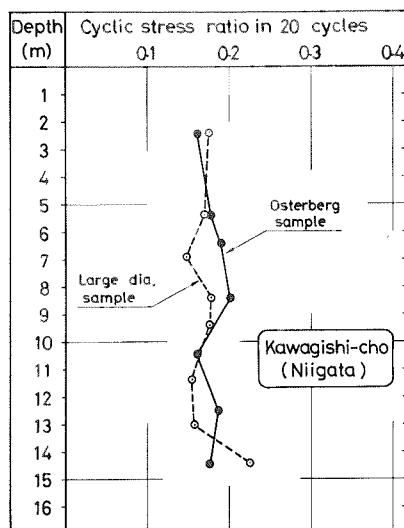 Depth
(m)
Cyclic stress ratio in 20 cycles
0·1
0·2
0·3
0·4
1
2
3
4
5
6
7
8
9
10
11
12
13
14
15
16
Osterberg
sample
Large dia,
sample
Kawagishi-cho
(Niigata)